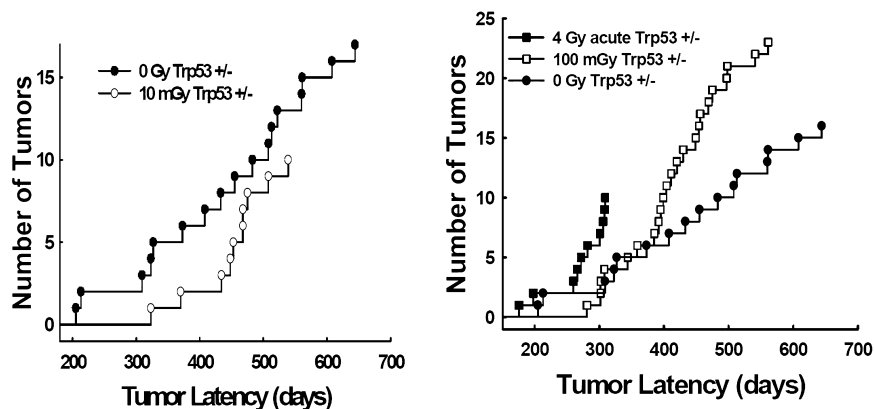 Number of Tumors
15
10
5
0
0 Gy Trp53 +/-
10 mGy Trp53 +/-
200 300 400 500 600 700
Tumor Latency (days)
Number of Tumors
25
20
15
10
5
0
4 Gy acute Trp53 +/-
100 mGy Trp53 +/-
0 Gy Trp53 +/-
200 300 400 500 600 700
Tumor Latency (days)